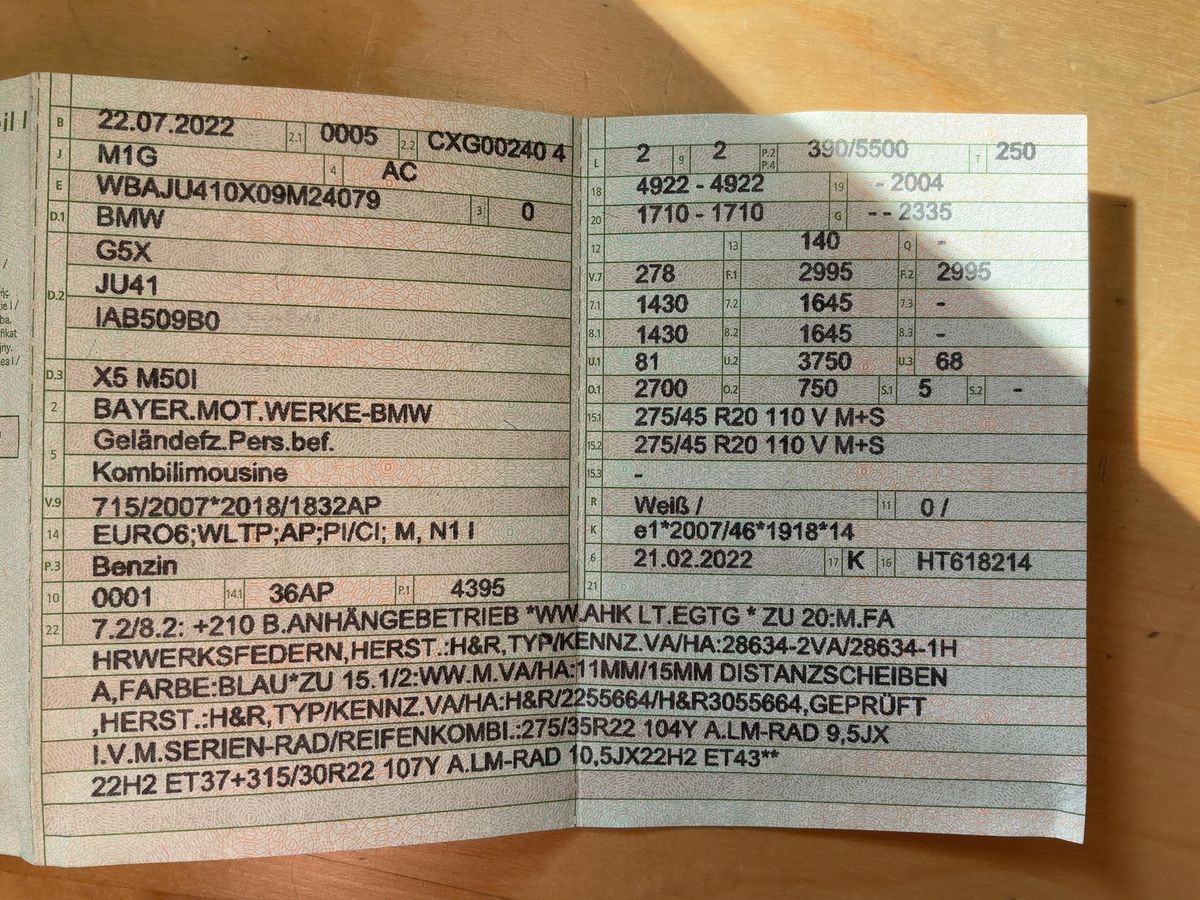 B 22.07.2022 2.1 0005 2.2 CXG00240 4
J M1G 4 AC
E WBAJU410X09M24079 3 0
D.1 BMW
G5X
D.2 JU41
IAB509B0
D.3 X5 M50I
2 BAYER.MOT.WERKE-BMW
5 Geländefz.Pers.bef.
Kombilimousine
V.9 715/2007*2018/1832AP
14 EURO6;WLTP;AP;PI/CI; M, N1 I
P.3 Benzin
10 0001 14.1 36AP P.1 4395
L 2 9 2 P.2 P.4 390/5500 T 250
18 4922 - 4922 19 - 2004
20 1710 - 1710 G - - 2335
12 13 140 Q -
V.7 278 F.1 2995 F.2 2995
7.1 1430 7.2 1645 7.3 -
8.1 1430 8.2 1645 8.3 -
U.1 81 U.2 3750 U.3 68
O.1 2700 O.2 750 S.1 5 S.2 -
15.1 275/45 R20 110 V M+S
15.2 275/45 R20 110 V M+S
15.3 -
R Weiß / 11 0 /
K e1*2007/46*1918*14
6 21.02.2022 17 K 16 HT618214
21
22 7.2/8.2: +210 B.ANHÄNGEBETRIEB *WW.AHK LT.EGTG * ZU 20:M.FA
HRWERKSFEDERN,HERST.:H&R,TYP/KENNZ.VA/HA:28634-2VA/28634-1H
A,FARBE:BLAU*ZU 15.1/2:WW.M.VA/HA:11MM/15MM DISTANZSCHEIBEN
,HERST.:H&R,TYP/KENNZ.VA/HA:H&R/2255664/H&R3055664,GEPRÜFT
I.V.M.SERIEN-RAD/REIFENKOMBI.:275/35R22 104Y A.LM-RAD 9,5JX
22H2 ET37+315/30R22 107Y A.LM-RAD 10,5JX22H2 ET43**